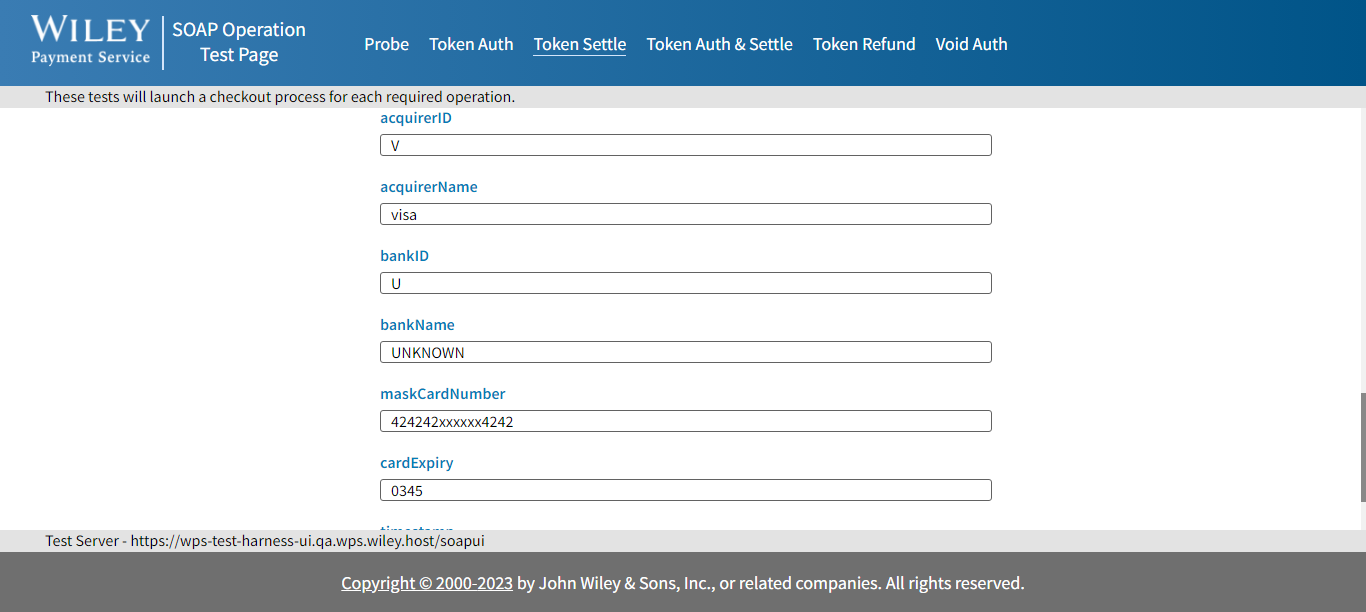 WILEY
Payment Service
SOAP Operation
Test Page
Probe
Token Auth
Token Settle
Token Auth & Settle
Token Refund
Void Auth
These tests will launch a checkout process for each required operation.
acquirerID
V
acquirerName
visa
bankID
U
bankName
UNKNOWN
maskCardNumber
424242xxxxxx4242
cardExpiry
0345
timestamp
Test Server - https://wps-test-harness-ui.qa.wps.wiley.host/soapui
Copyright © 2000-2023 by John Wiley & Sons, Inc., or related companies. All rights reserved.